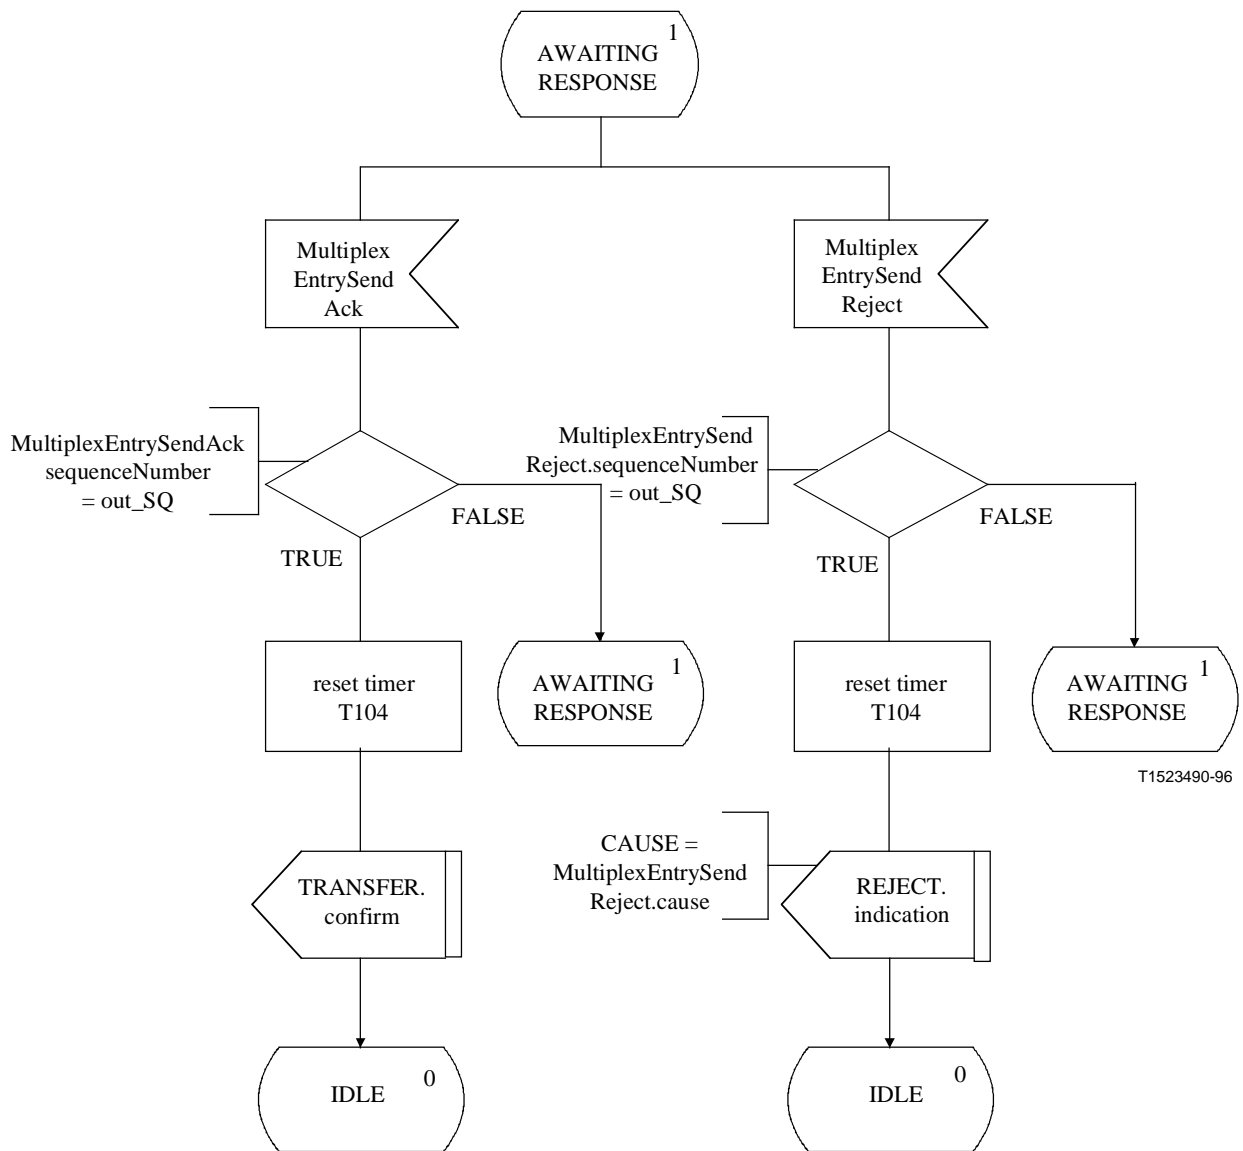 1
AWAITING
RESPONSE
Multiplex
EntrySend
Ack
Multiplex
EntrySend
Reject
MultiplexEntrySendAck
sequenceNumber
= out_SQ
MultiplexEntrySend
Reject.sequenceNumber
= out_SQ
FALSE
TRUE
FALSE
TRUE
reset timer
T104
1
AWAITING
RESPONSE
reset timer
T104
1
AWAITING
RESPONSE
T1523490-96
TRANSFER.
confirm
CAUSE =
MultiplexEntrySend
Reject.cause
REJECT.
indication
0
IDLE
0
IDLE